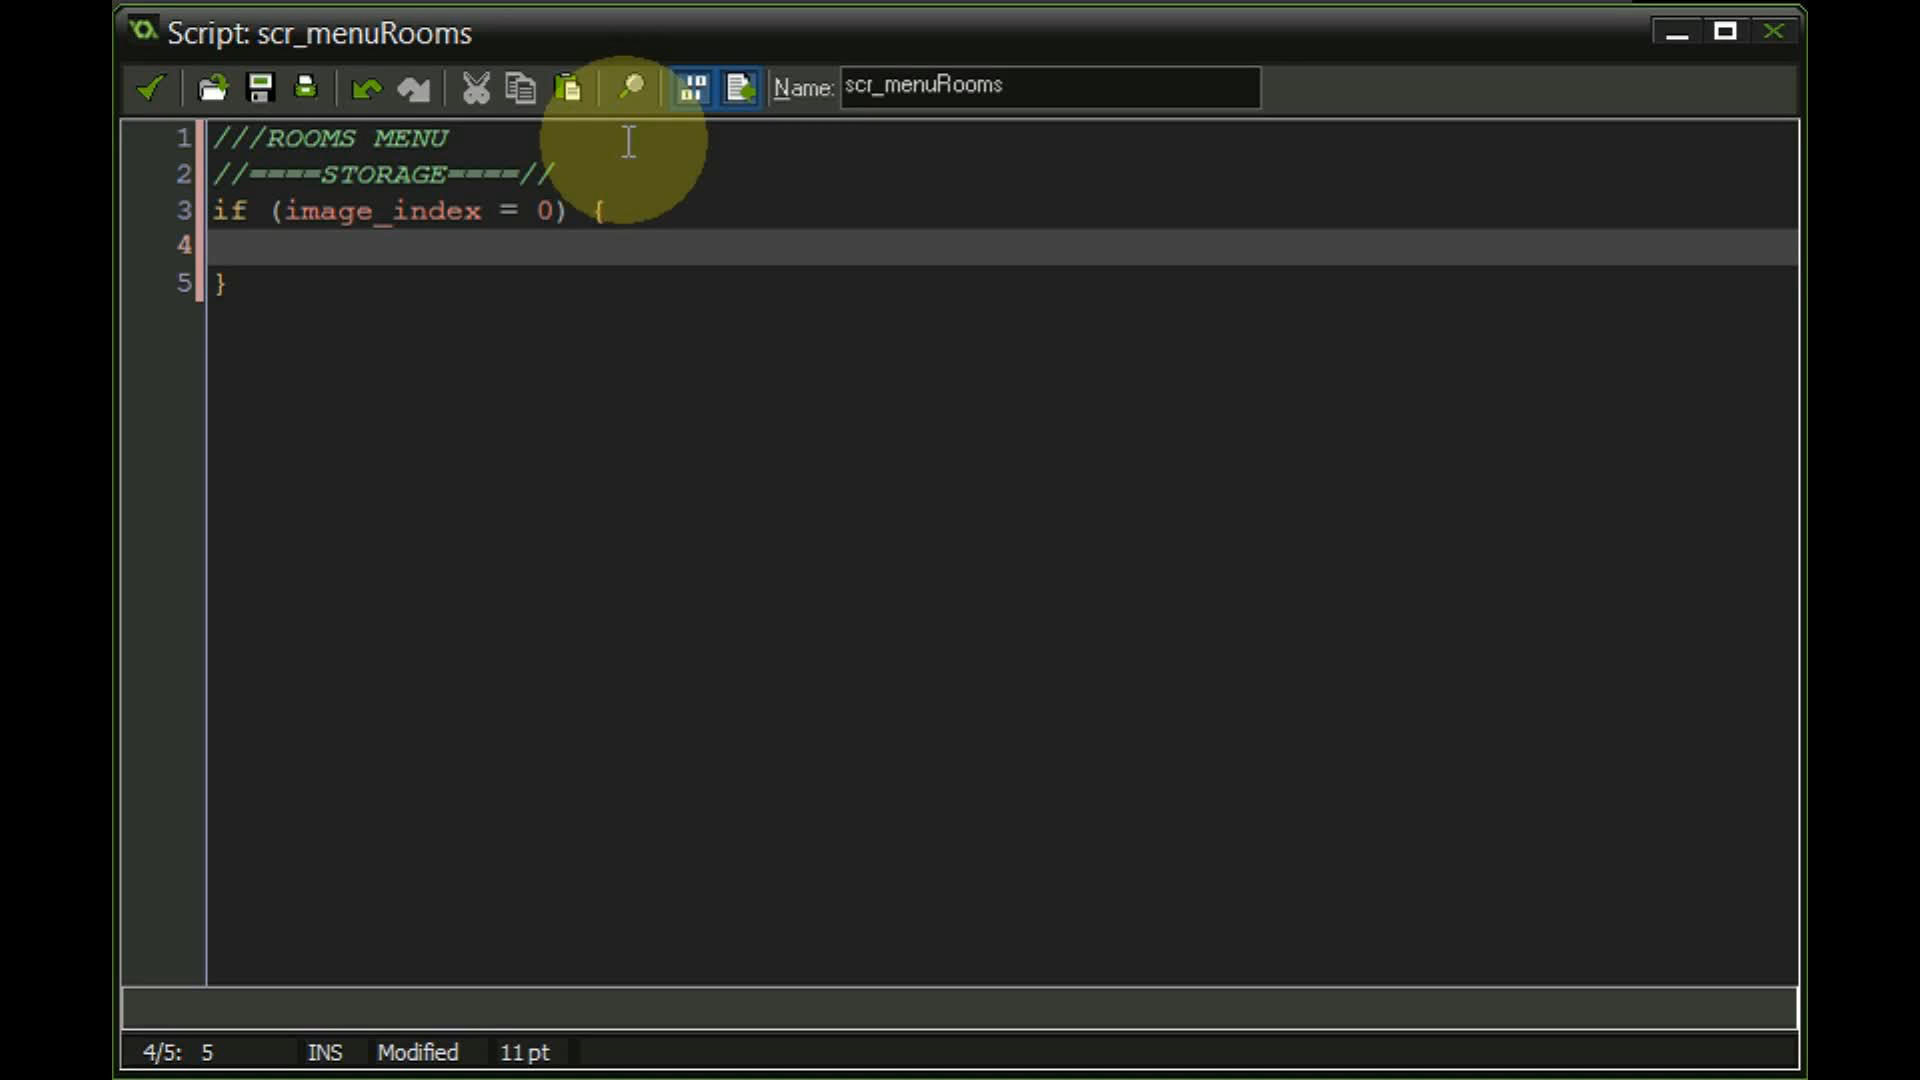 Script: scr_menuRooms
Name: scr_menuRooms
1 ///ROOMS MENU
2 //====STORAGE====//
3 if (image_index = 0) {
4
5 }
4/5: 5 INS Modified 11 pt